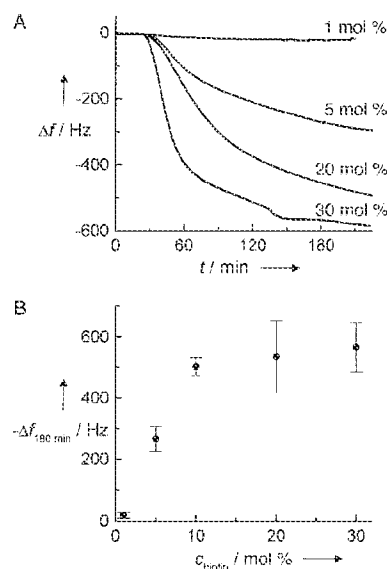 A
0
-200
-400
-600
Δf / Hz
1 mol %
5 mol %
20 mol %
30 mol %
0 60 120 180
t / min
B
600
400
200
0
-Δf180 min / Hz
0 10 20 30
cbiotin / mol %